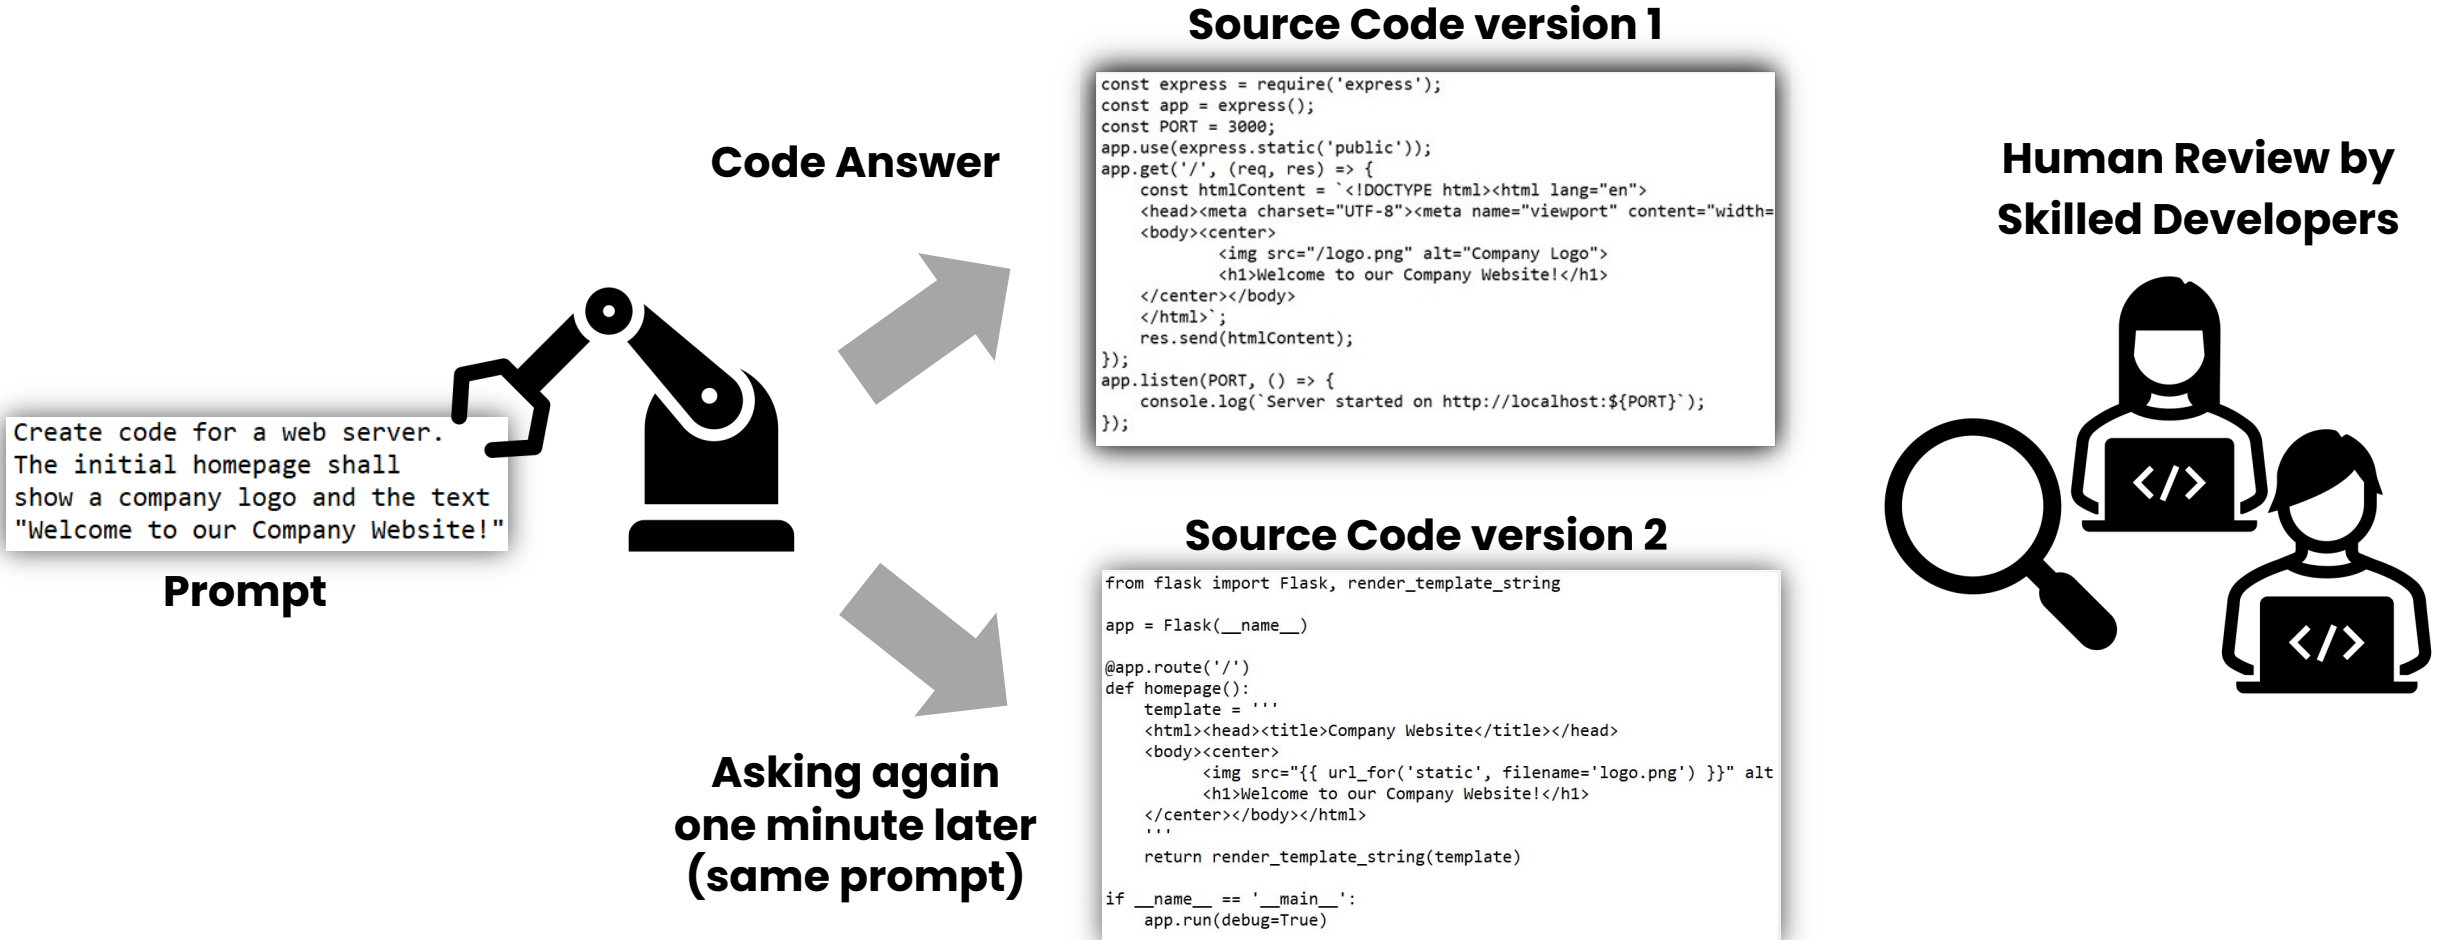 Create code for a web server.
The initial homepage shall
show a company logo and the text
"Welcome to our Company Website!"
Prompt
Code Answer
Asking again
one minute later
(same prompt)
Source Code version 1
const express = require('express');
const app = express();
const PORT = 3000;
app.use(express.static('public'));
app.get('/', (req, res) => {
    const htmlContent = `<!DOCTYPE html><html lang="en">
    <head><meta charset="UTF-8"><meta name="viewport" content="width=
    <body><center>
            <img src="/logo.png" alt="Company Logo">
            <h1>Welcome to our Company Website!</h1>
    </center></body>
    </html>`;
    res.send(htmlContent);
});
app.listen(PORT, () => {
    console.log(`Server started on http://localhost:${PORT}`);
});
Source Code version 2
from flask import Flask, render_template_string
app = Flask(__name__)
@app.route('/')
def homepage():
    template = '''
    <html><head><title>Company Website</title></head>
    <body><center>
          <img src="{{ url_for('static', filename='logo.png') }}" alt
          <h1>Welcome to our Company Website!</h1>
    </center></body></html>
    '''
    return render_template_string(template)
if __name__ == '__main__':
    app.run(debug=True)
Human Review by
Skilled Developers
</>
</>